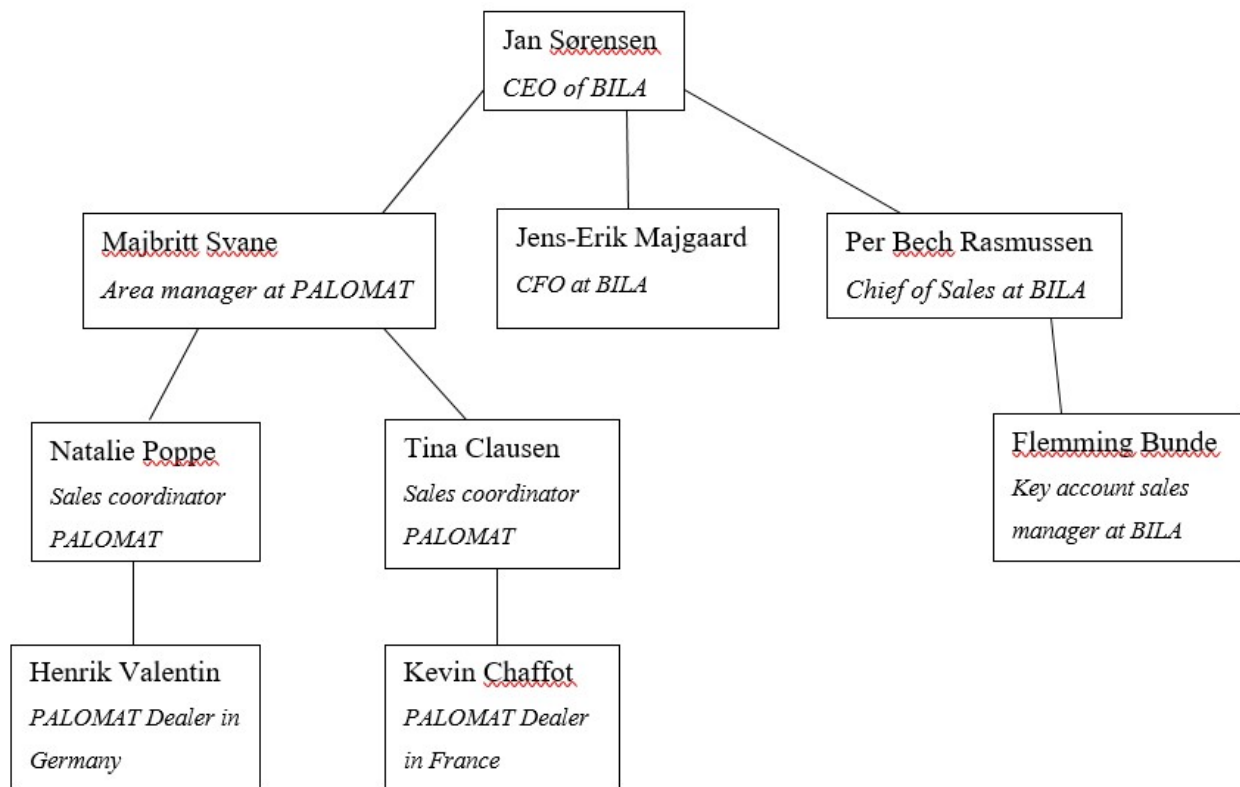 Jan Sørensen
CEO of BILA
Majbritt Svane
Area manager at PALOMAT
Jens-Erik Majgaard
CFO at BILA
Per Bech Rasmussen
Chief of Sales at BILA
Natalie Poppe
Sales coordinator
PALOMAT
Tina Clausen
Sales coordinator
PALOMAT
Flemming Bunde
Key account sales
manager at BILA
Henrik Valentin
PALOMAT Dealer in
Germany
Kevin Chaffot
PALOMAT Dealer
in France